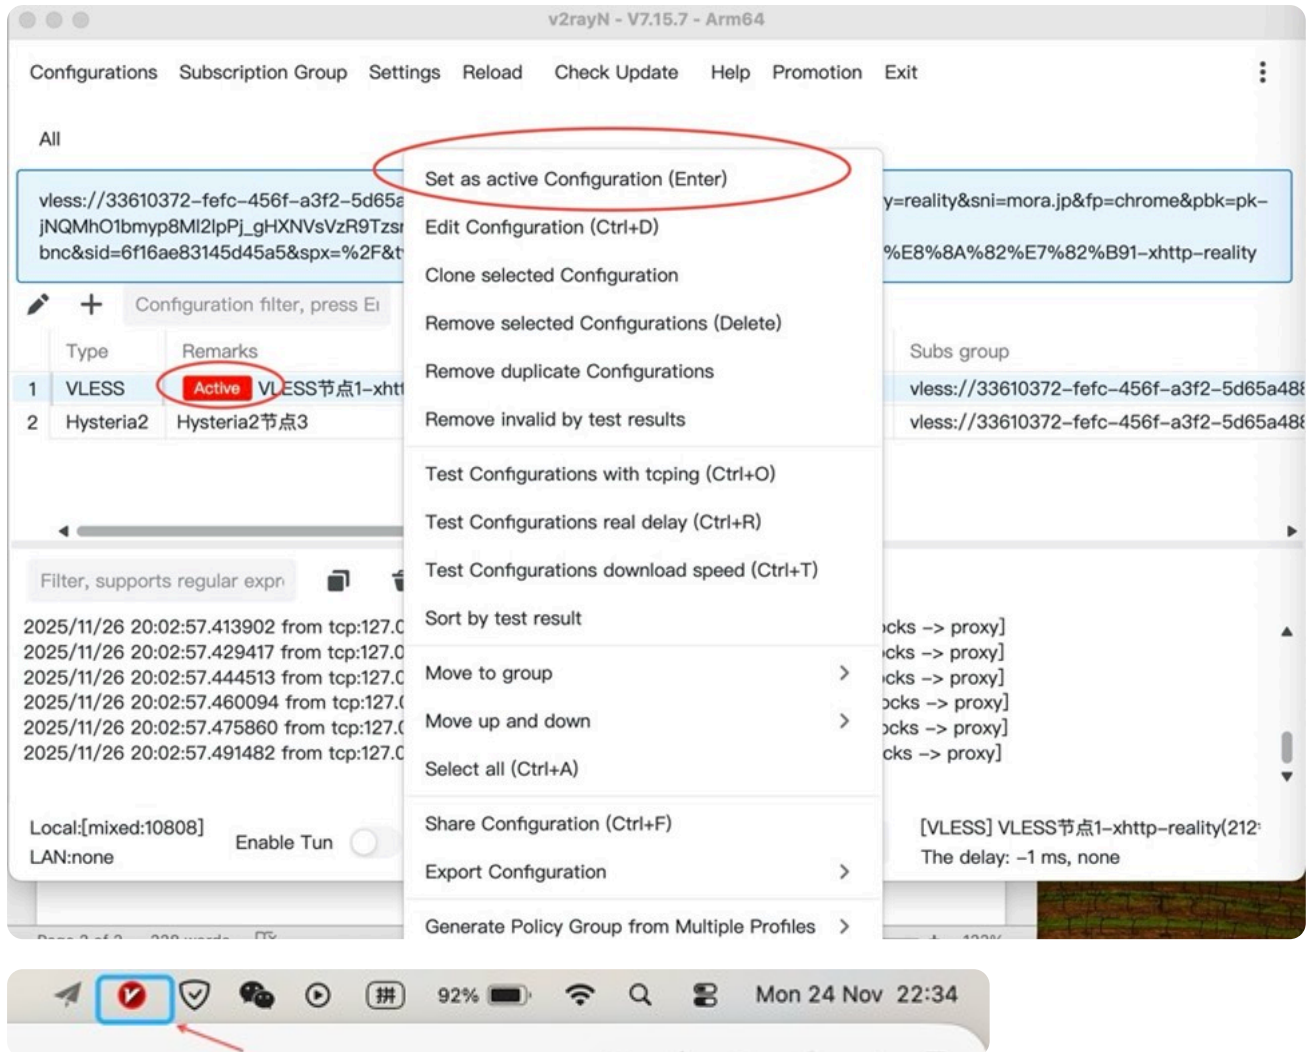 v2rayN - V7.15.7 - Arm64
Configurations Subscription Group Settings Reload Check Update Help Promotion Exit
All
vless://33610372-fefc-456f-a3f2-5d65a y=reality&sni=mora.jp&fp=chrome&pbk=pk-
jNQMhO1bmyp8MI2lpPj_gHXNVsVzR9Tzsr
bnc&sid=6f16ae83145d45a5&spx=%2F&t %E8%8A%82%E7%82%B91-xhttp-reality
Configuration filter, press
Type Remarks Subs group
1 VLESS Active VLESS节点1-xhtt vless://33610372-fefc-456f-a3f2-5d65a488
2 Hysteria2 Hysteria2节点3 vless://33610372-fefc-456f-a3f2-5d65a488
Set as active Configuration (Enter)
Edit Configuration (Ctrl+D)
Clone selected Configuration
Remove selected Configurations (Delete)
Remove duplicate Configurations
Remove invalid by test results
Test Configurations with tcping (Ctrl+O)
Test Configurations real delay (Ctrl+R)
Test Configurations download speed (Ctrl+T)
Sort by test result
Move to group
Move up and down
Select all (Ctrl+A)
Share Configuration (Ctrl+F)
Export Configuration
Generate Policy Group from Multiple Profiles
Filter, supports regular expr
2025/11/26 20:02:57.413902 from tcp:127.0 ocks -> proxy]
2025/11/26 20:02:57.429417 from tcp:127.0 ocks -> proxy]
2025/11/26 20:02:57.444513 from tcp:127.0 ocks -> proxy]
2025/11/26 20:02:57.460094 from tcp:127.0 ocks -> proxy]
2025/11/26 20:02:57.475860 from tcp:127.0 ocks -> proxy]
2025/11/26 20:02:57.491482 from tcp:127.0 cks -> proxy]
Local:[mixed:10808]
LAN:none
Enable Tun
[VLESS] VLESS节点1-xhttp-reality(212
The delay: -1 ms, none
拼 92% Mon 24 Nov 22:34